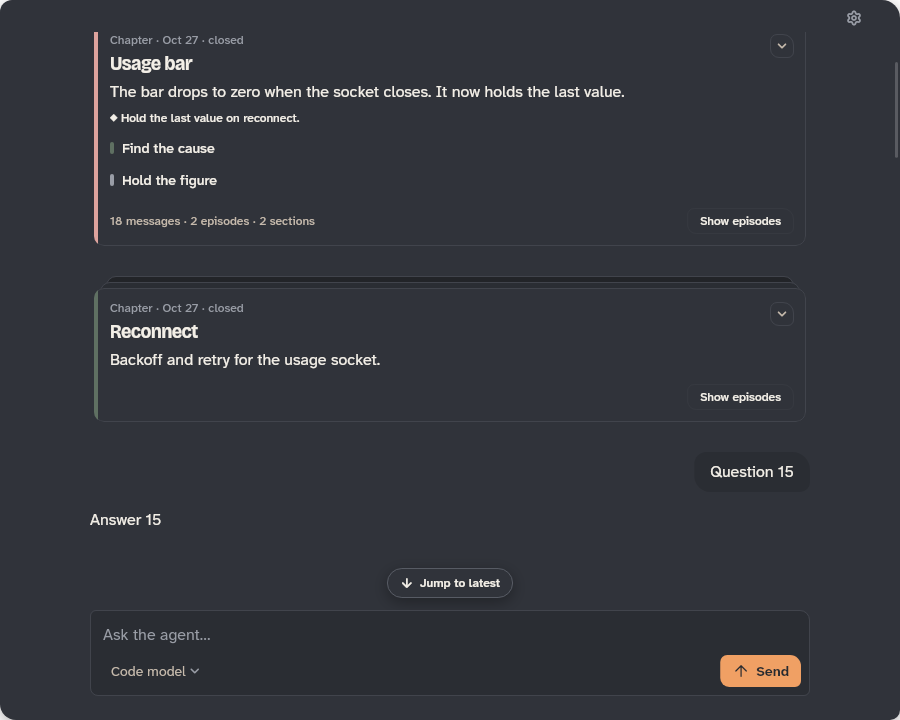 Chapter · Oct 27 · closed
Usage bar
The bar drops to zero when the socket closes. It now holds the last value.
◆ Hold the last value on reconnect.
Find the cause
Hold the figure
18 messages · 2 episodes · 2 sections
Show episodes
Chapter · Oct 27 · closed
Reconnect
Backoff and retry for the usage socket.
Show episodes
Question 15
Answer 15
Jump to latest
Ask the agent...
Code model
Send